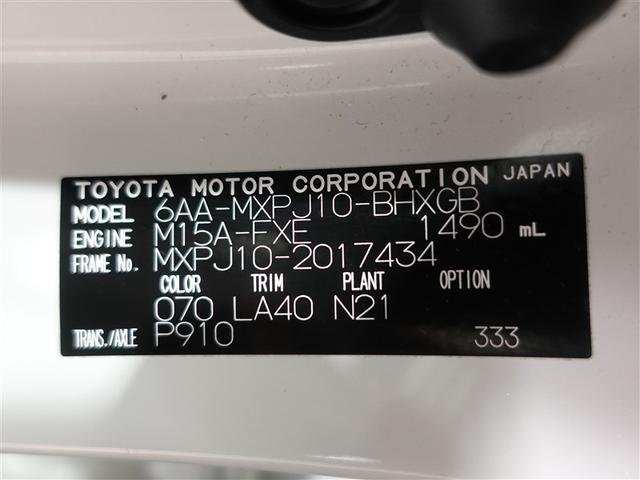 TOYOTA MOTOR CORPORATION JAPAN
MODEL 6AA-MXPJ10-BHXGB
ENGINE M15A-FXE 1490 mL
FRAME No. MXPJ10-2017434
COLOR TRIM PLANT OPTION
070 LA40 N21
TRANS./AXLE P910 333